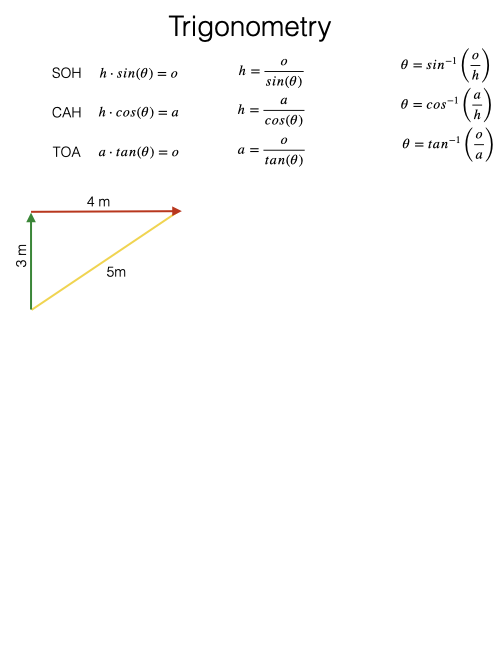 Trigonometry
SOH h · sin(θ) = o h = o/sin(θ) θ = sin⁻¹(o/h)
CAH h · cos(θ) = a h = a/cos(θ) θ = cos⁻¹(a/h)
TOA a · tan(θ) = o a = o/tan(θ) θ = tan⁻¹(o/a)
4 m
3 m
5m